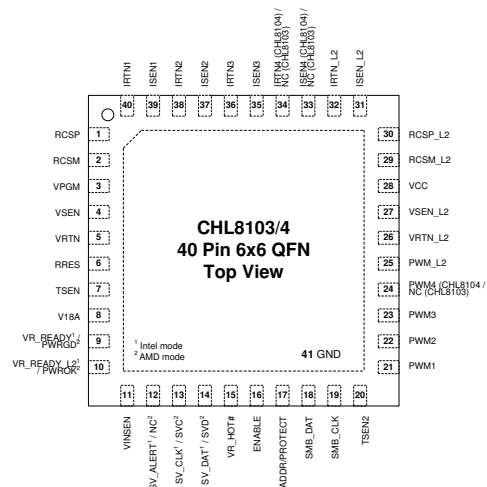 IRTN1
ISEN1
IRTN2
ISEN2
IRTN3
ISEN3
IRTN4 (CHL8104) /
NC (CHL8103)
ISEN4 (CHL8104) /
NC (CHL8103)
IRTN_L2
ISEN_L2
40 39 38 37 36 35 34 33 32 31
RCSP 1
RCSM 2
VPGM 3
VSEN 4
VRTN 5
RRES 6
TSEN 7
V18A 8
VR_READY¹ /
PWRGD² 9
VR_READY_L2¹
/ PWROK² 10
CHL8103/4
40 Pin 6x6 QFN
Top View
¹ Intel mode
² AMD mode
41 GND
30 RCSP_L2
29 RCSM_L2
28 VCC
27 VSEN_L2
26 VRTN_L2
25 PWM_L2
24 PWM4 (CHL8104 /
NC (CHL8103)
23 PWM3
22 PWM2
21 PWM1
11 12 13 14 15 16 17 18 19 20
VINSEN
SV_ALERT¹ / NC²
SV_CLK¹ / SVC²
SV_DAT¹ / SVD²
VR_HOT#
ENABLE
ADDR/PROTECT
SMB_DAT
SMB_CLK
TSEN2